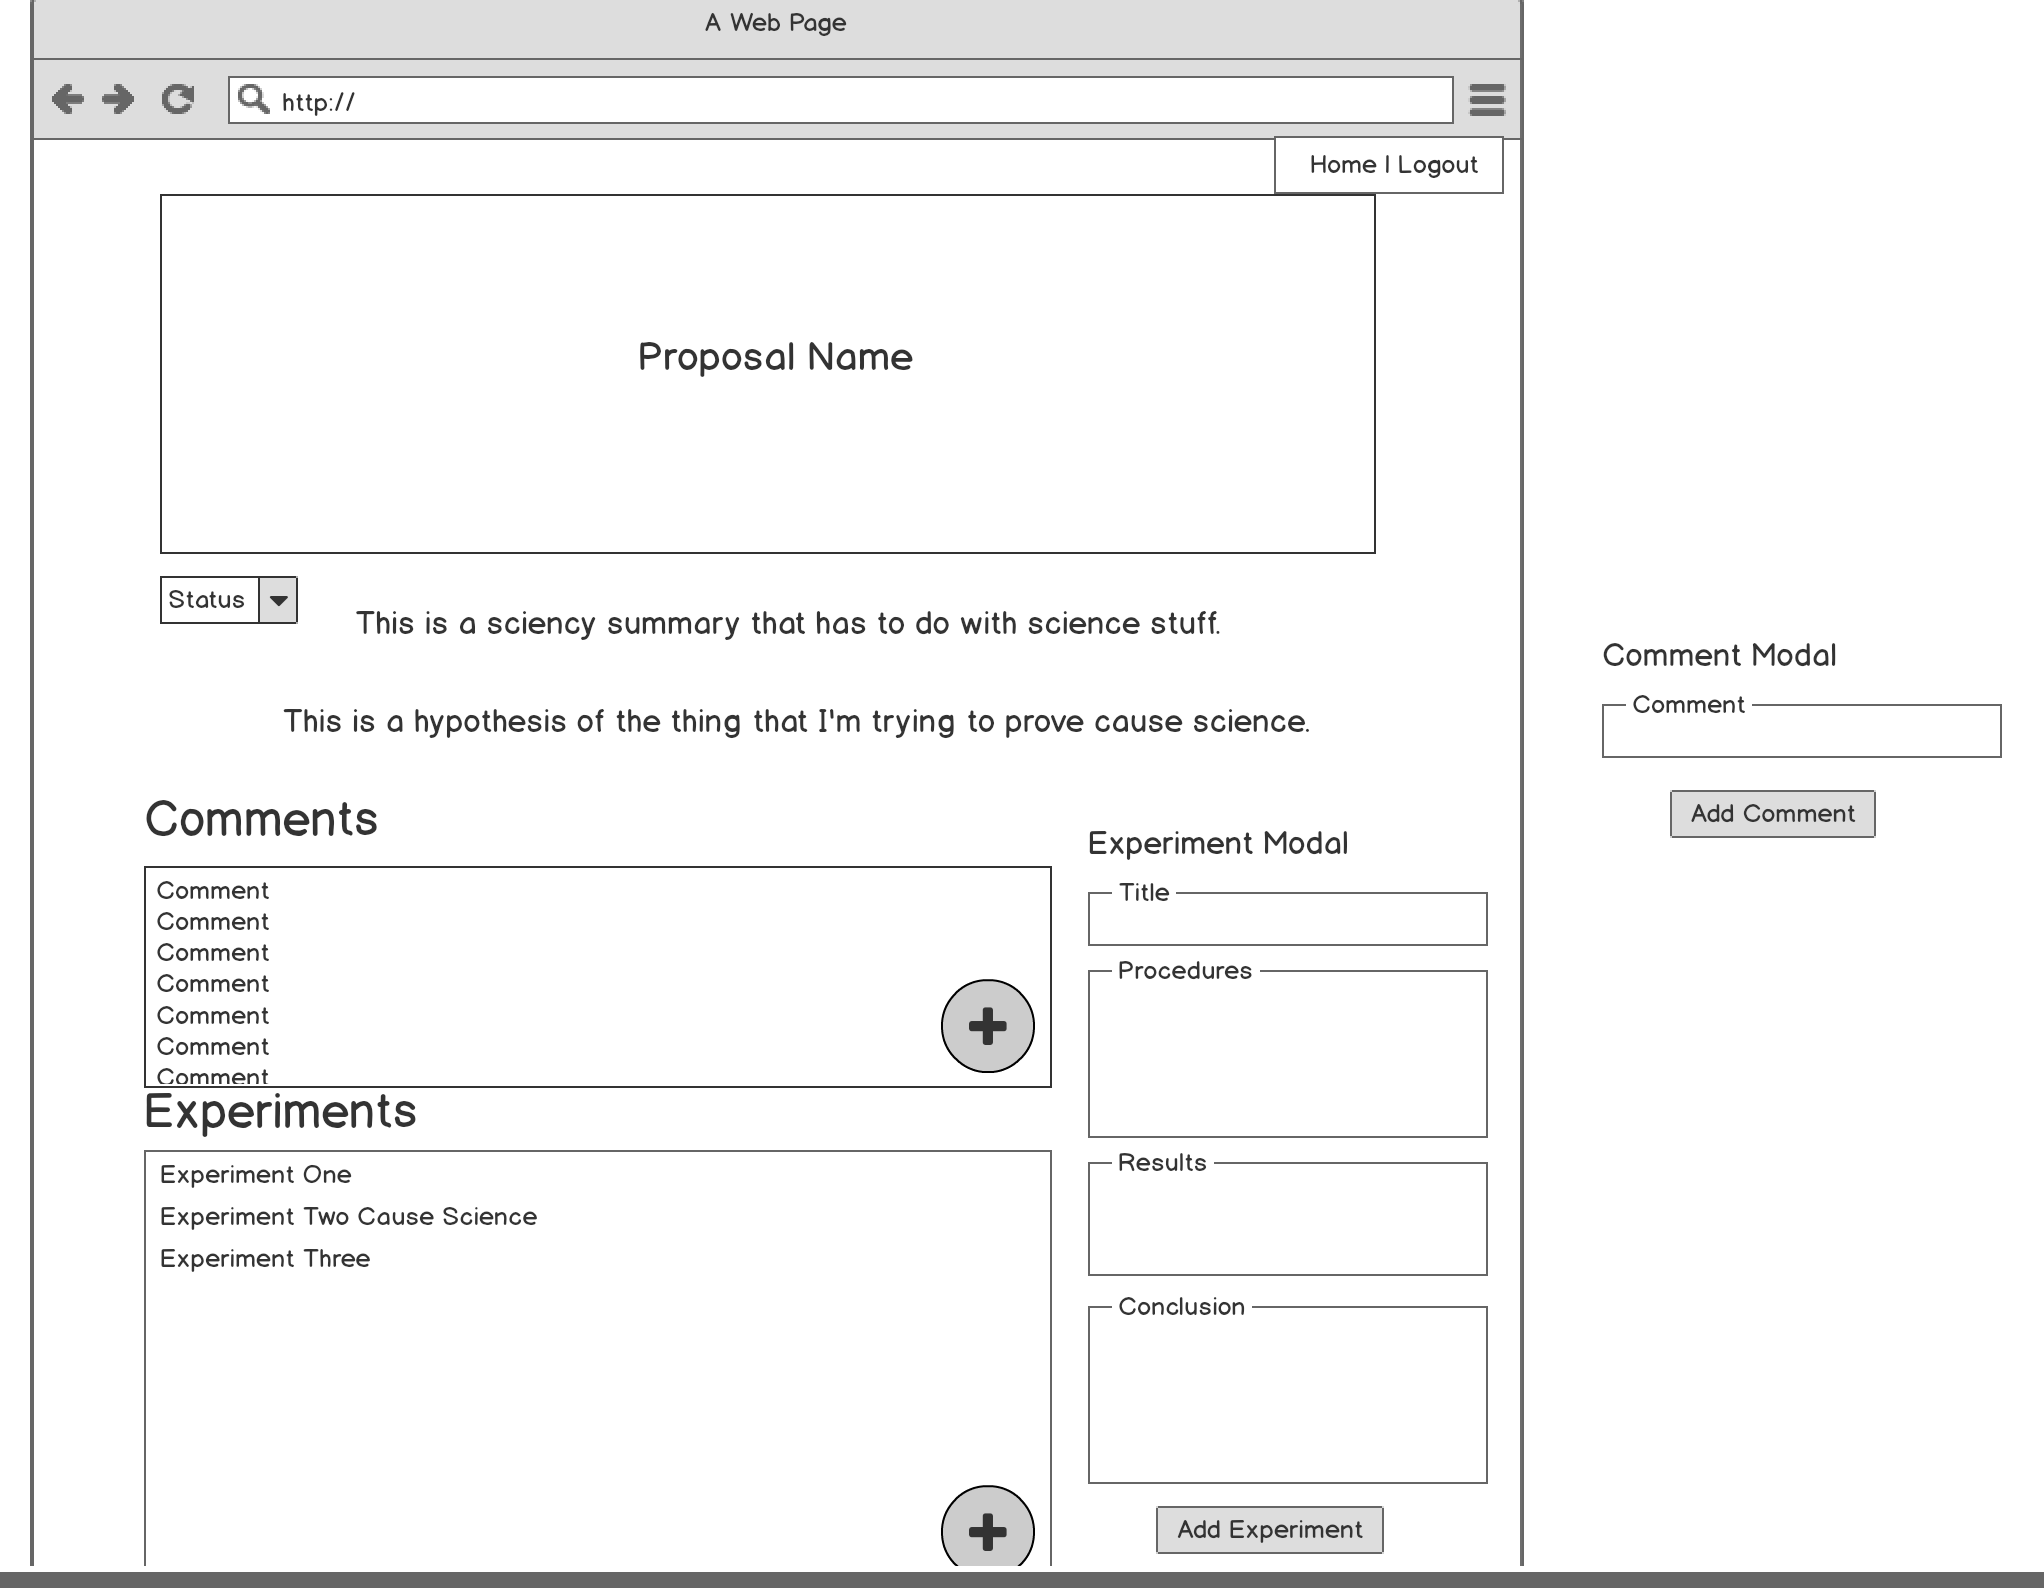 A Web Page
http://
Home | Logout
Proposal Name
Status
This is a sciency summary that has to do with science stuff.
This is a hypothesis of the thing that I'm trying to prove cause science.
Comments
Comment
Comment
Comment
Comment
Comment
Comment
Comment
Experiments
Experiment One
Experiment Two Cause Science
Experiment Three
Experiment Modal
Title
Procedures
Results
Conclusion
Add Experiment
Comment Modal
Comment
Add Comment